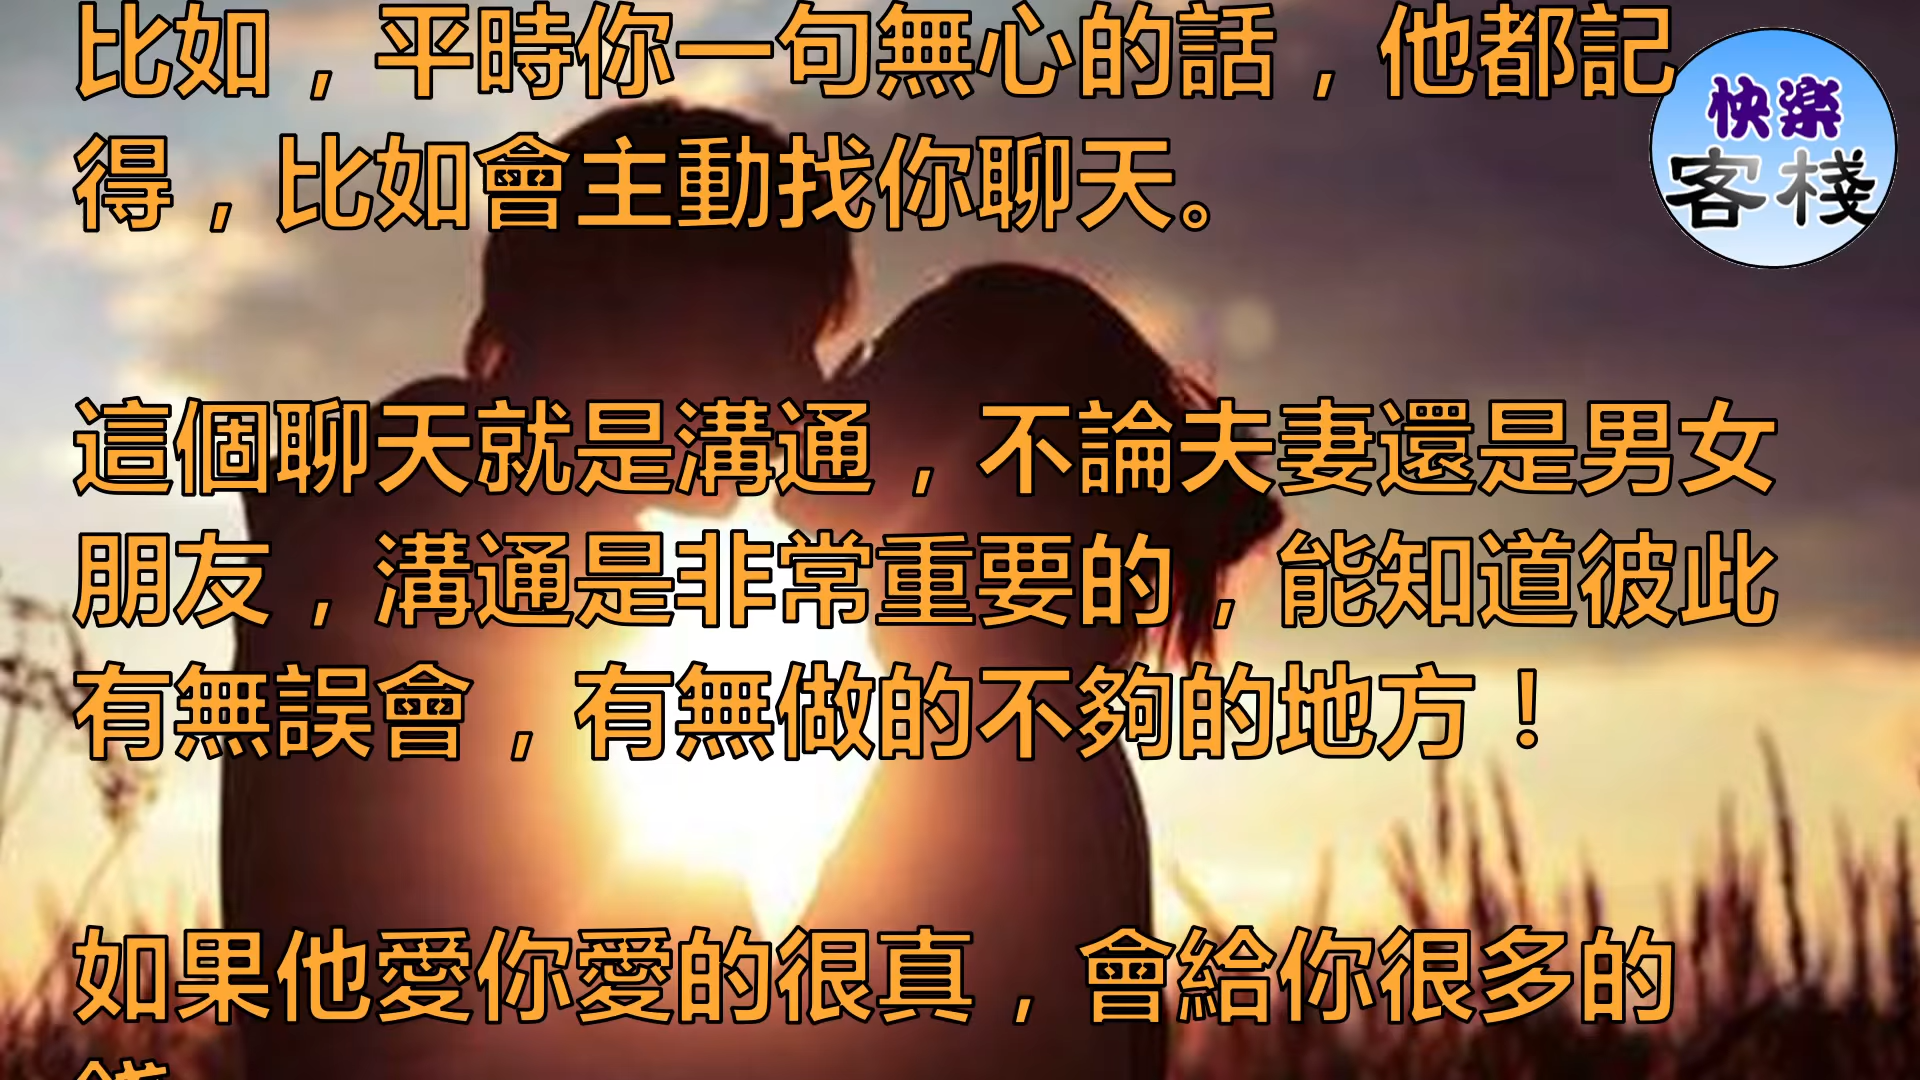 比如，平時你一句無心的話，他都記
得，比如會主動找你聊天。
這個聊天就是溝通，不論夫妻還是男女
朋友，溝通是非常重要的，能知道彼此
有無誤會，有無做的不夠的地方！
如果他愛你愛的很真，會給你很多的
快樂
客棧